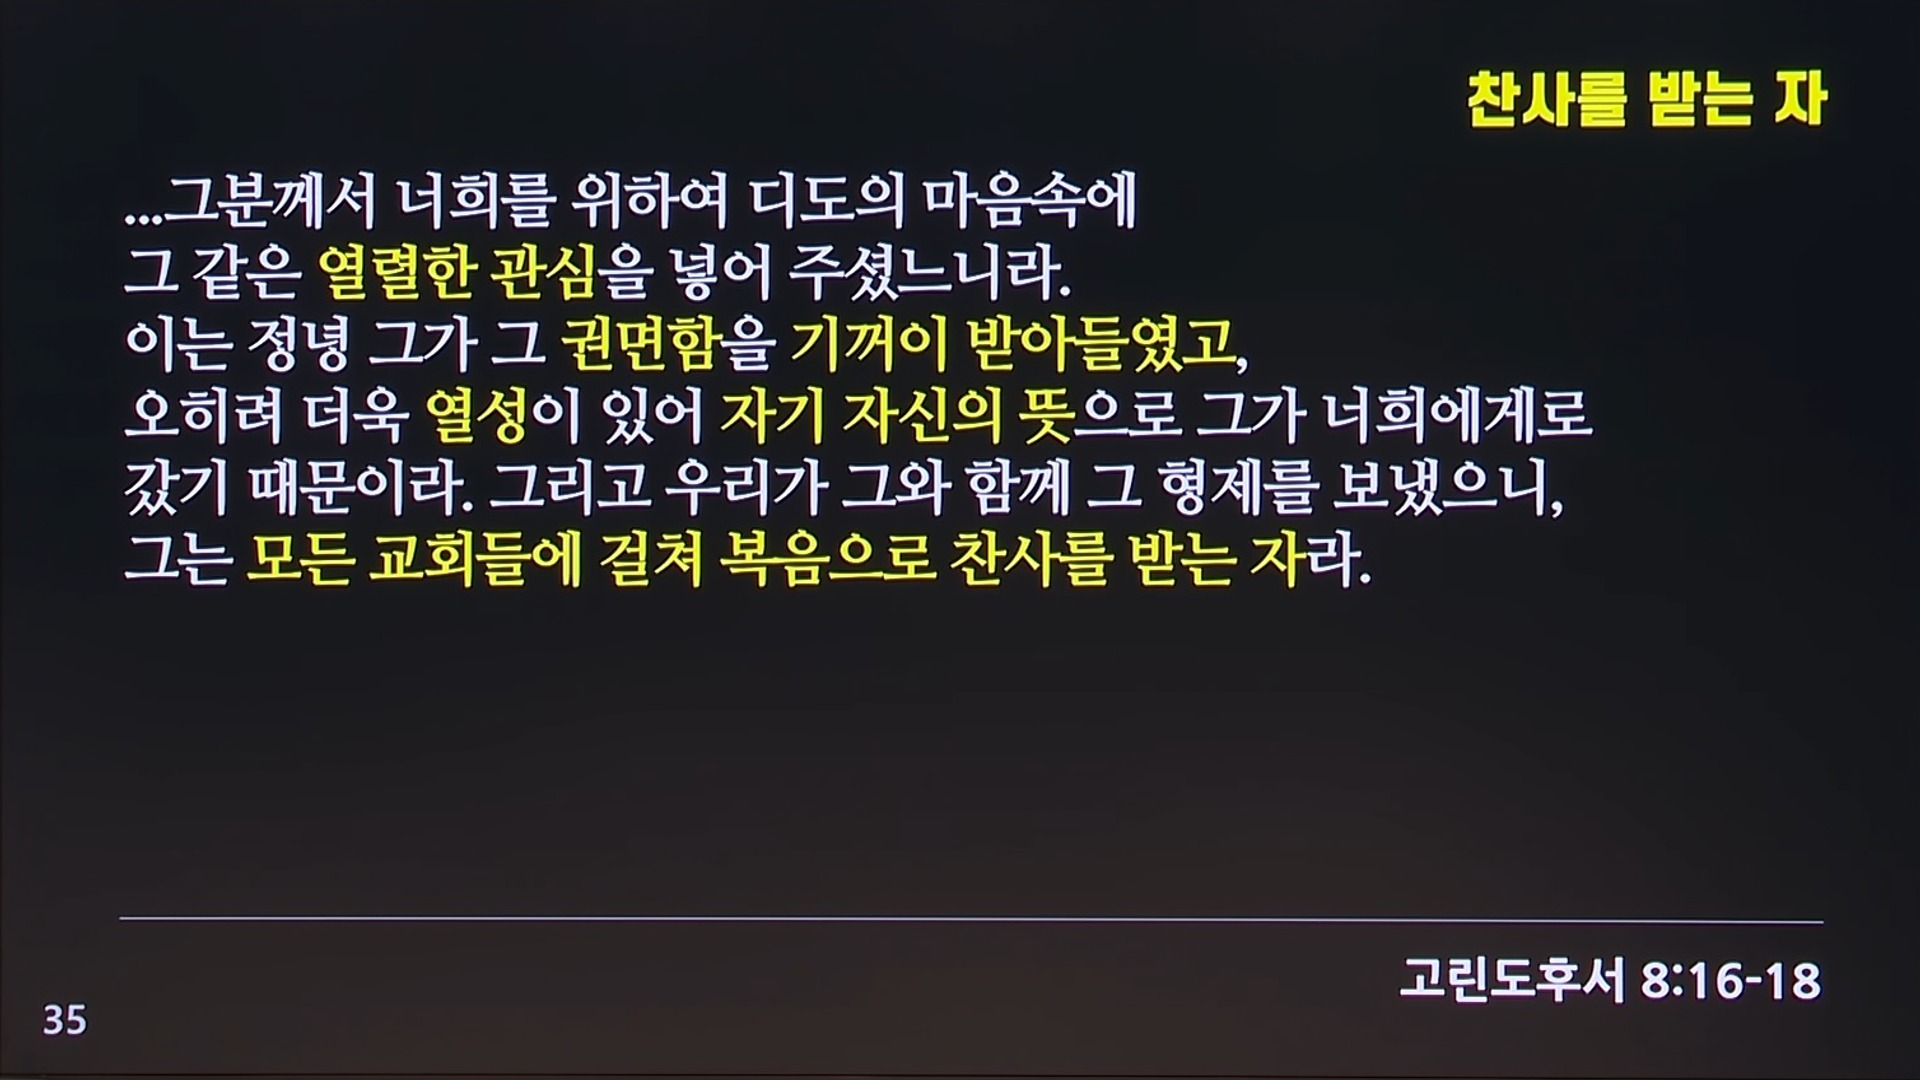 찬사를 받는 자
...그분께서 너희를 위하여 디도의 마음속에
그 같은 열렬한 관심을 넣어 주셨느니라.
이는 정녕 그가 그 권면함을 기꺼이 받아들였고,
오히려 더욱 열성이 있어 자기 자신의 뜻으로 그가 너희에게로
갔기 때문이라. 그리고 우리가 그와 함께 그 형제를 보냈으니,
그는 모든 교회들에 걸쳐 복음으로 찬사를 받는 자라.
고린도후서 8:16-18
35